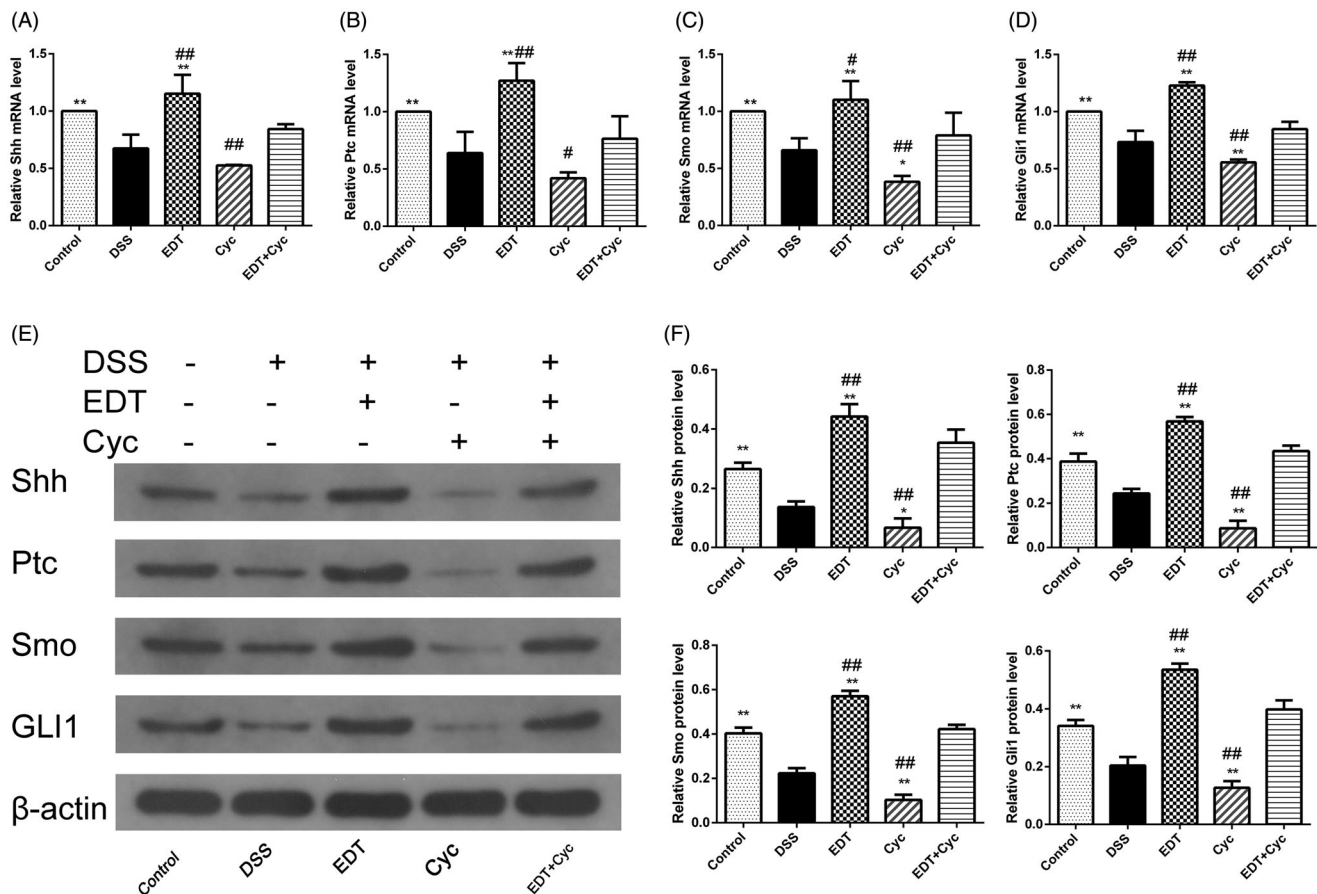 (A)
Relative Shh mRNA level
1.5
1.0
0.5
0.0
**
##
**
##
Control
DSS
EDT
Cyc
EDT+Cyc
(B)
Relative Ptc mRNA level
1.5
1.0
0.5
0.0
**
**##
#
Control
DSS
EDT
Cyc
EDT+Cyc
(C)
Relative Smo mRNA level
1.5
1.0
0.5
0.0
**
#
**
##
*
Control
DSS
EDT
Cyc
EDT+Cyc
(D)
Relative Gli1 mRNA level
1.5
1.0
0.5
0.0
**
##
**
##
**
Control
DSS
EDT
Cyc
EDT+Cyc
(E)
DSS - + + + +
EDT - - + - +
Cyc - - - + +
Shh
Ptc
Smo
GLI1
β-actin
Control
DSS
EDT
Cyc
EDT+Cyc
(F)
Relative Shh protein level
0.6
0.4
0.2
0.0
**
##
**
##
*
Control
DSS
EDT
Cyc
EDT+Cyc
Relative Ptc protein level
0.8
0.6
0.4
0.2
0.0
**
##
**
##
**
Control
DSS
EDT
Cyc
EDT+Cyc
Relative Smo protein level
0.8
0.6
0.4
0.2
0.0
**
##
**
##
**
Control
DSS
EDT
Cyc
EDT+Cyc
Relative Gli1 protein level
0.8
0.6
0.4
0.2
0.0
**
##
**
##
**
Control
DSS
EDT
Cyc
EDT+Cyc